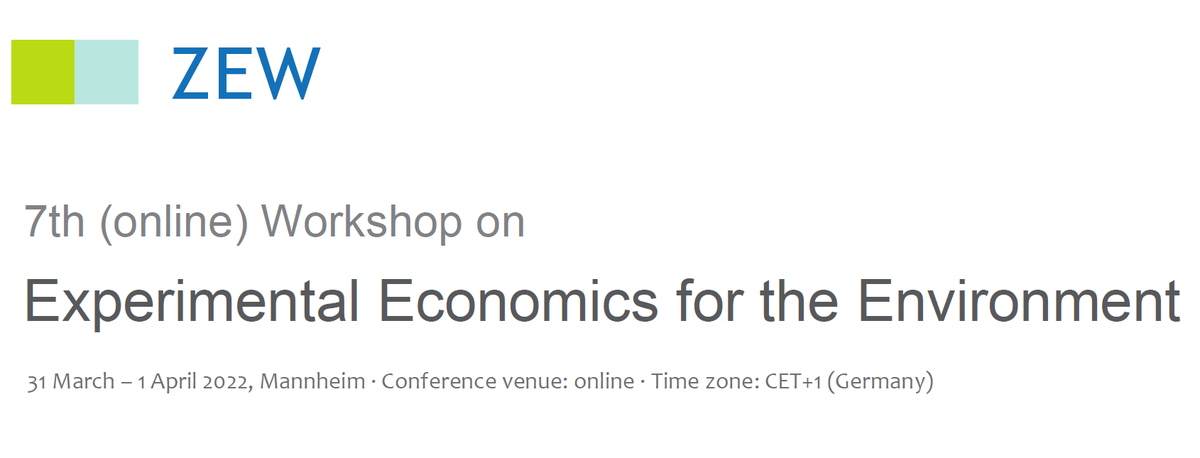 ZEW
7th (online) Workshop on
Experimental Economics for the Environment
31 March – 1 April 2022, Mannheim · Conference venue: online · Time zone: CET+1 (Germany)